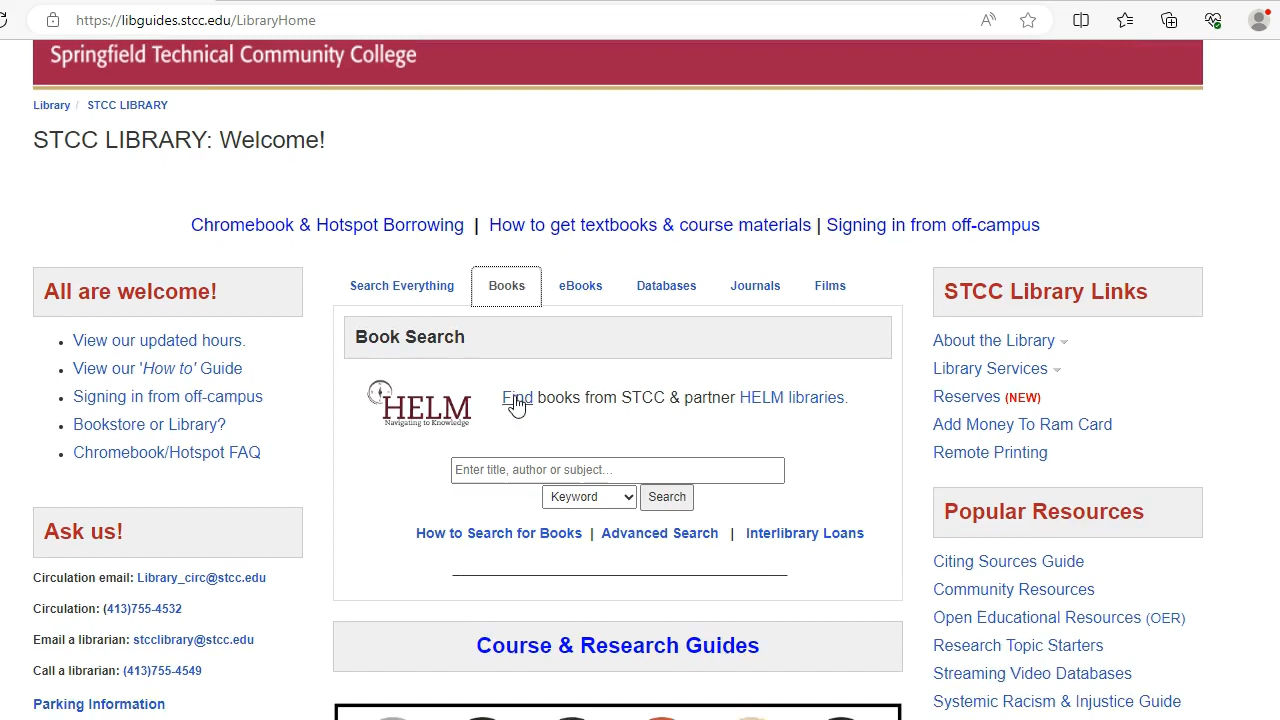 https://libguides.stcc.edu/LibraryHome
Springfield Technical Community College
Library / STCC LIBRARY
STCC LIBRARY: Welcome!
Chromebook & Hotspot Borrowing | How to get textbooks & course materials | Signing in from off-campus
All are welcome!
View our updated hours.
View our 'How to' Guide
Signing in from off-campus
Bookstore or Library?
Chromebook/Hotspot FAQ
Ask us!
Circulation email: Library_circ@stcc.edu
Circulation: (413)755-4532
Email a librarian: stcclibrary@stcc.edu
Call a librarian: (413)755-4549
Parking Information
Search Everything Books eBooks Databases Journals Films
Book Search
HELM
Navigating to Knowledge
Find books from STCC & partner HELM libraries.
Enter title, author or subject...
Keyword Search
How to Search for Books | Advanced Search | Interlibrary Loans
Course & Research Guides
STCC Library Links
About the Library
Library Services
Reserves (NEW)
Add Money To Ram Card
Remote Printing
Popular Resources
Citing Sources Guide
Community Resources
Open Educational Resources (OER)
Research Topic Starters
Streaming Video Databases
Systemic Racism & Injustice Guide